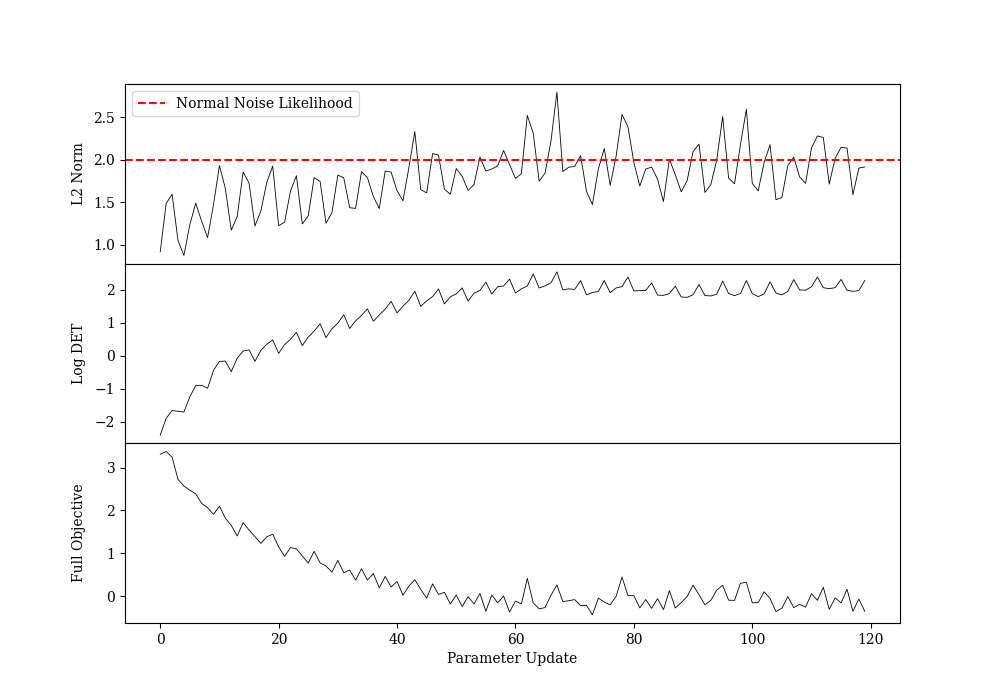 Normal Noise Likelihood
L2 Norm
2.5
2.0
1.5
1.0
Log DET
2
1
0
−1
−2
Full Objective
3
2
1
0
0 20 40 60 80 100 120
Parameter Update